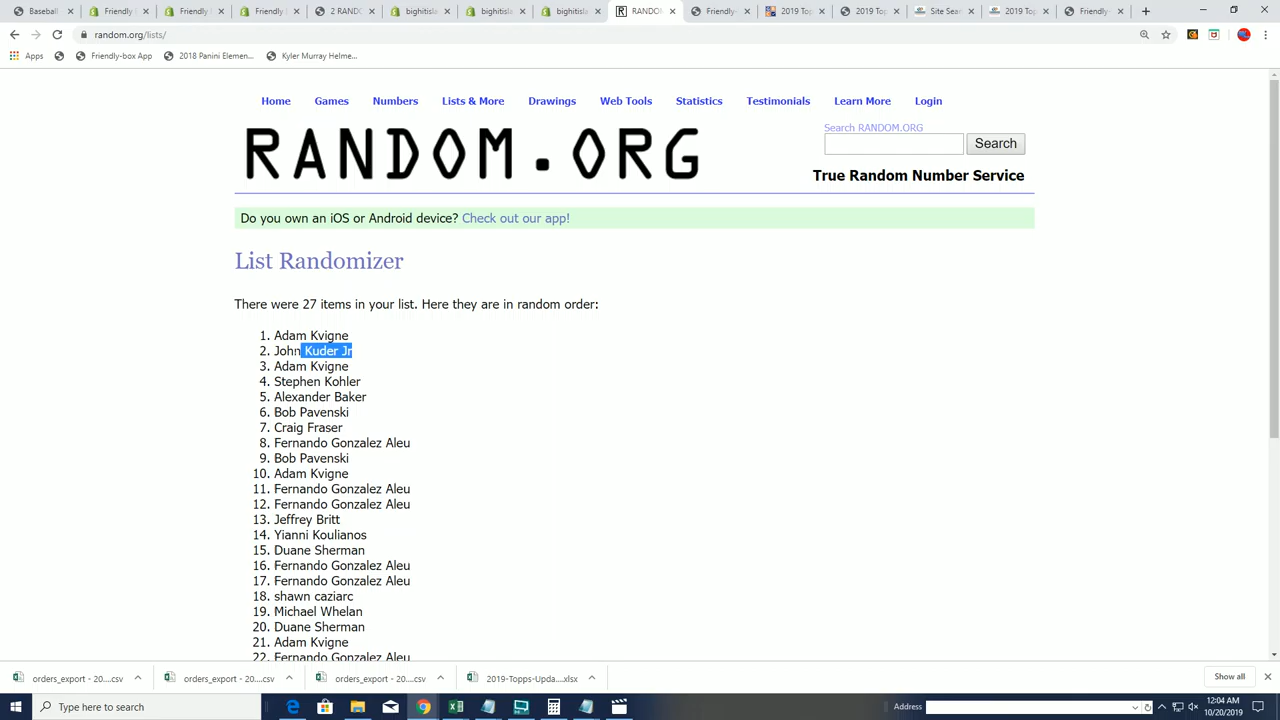 Baseball
Friendly
Friendly
Friendly
2 RANDO
bighitisla
bighitisla
bighitisla
RANDO
Friendly-
2019 Top
2019 Top
Site Sear
2019 Top
Friendly-
random.org/lists/
Apps
Friendly-box App
2018 Panini Elemen...
Kyler Murray Helme...
Home Games Numbers Lists & More Drawings Web Tools Statistics Testimonials Learn More Login
RANDOM.ORG
Search RANDOM.ORG
Search
True Random Number Service
Do you own an iOS or Android device? Check out our app!
List Randomizer
There were 27 items in your list. Here they are in random order:
1. Adam Kvigne
2. John Kuder Jr
3. Adam Kvigne
4. Stephen Kohler
5. Alexander Baker
6. Bob Pavenski
7. Craig Fraser
8. Fernando Gonzalez Aleu
9. Bob Pavenski
10. Adam Kvigne
11. Fernando Gonzalez Aleu
12. Fernando Gonzalez Aleu
13. Jeffrey Britt
14. Yianni Koulianos
15. Duane Sherman
16. Fernando Gonzalez Aleu
17. Fernando Gonzalez Aleu
18. shawn caziarc
19. Michael Whelan
20. Duane Sherman
21. Adam Kvigne
22. Fernando Gonzalez Aleu
orders_export - 20....csv
orders_export - 20....csv
orders_export - 20....csv
2019-Topps-Upda....xlsx
Show all
Type here to search
Address
12:04 AM
10/20/2019